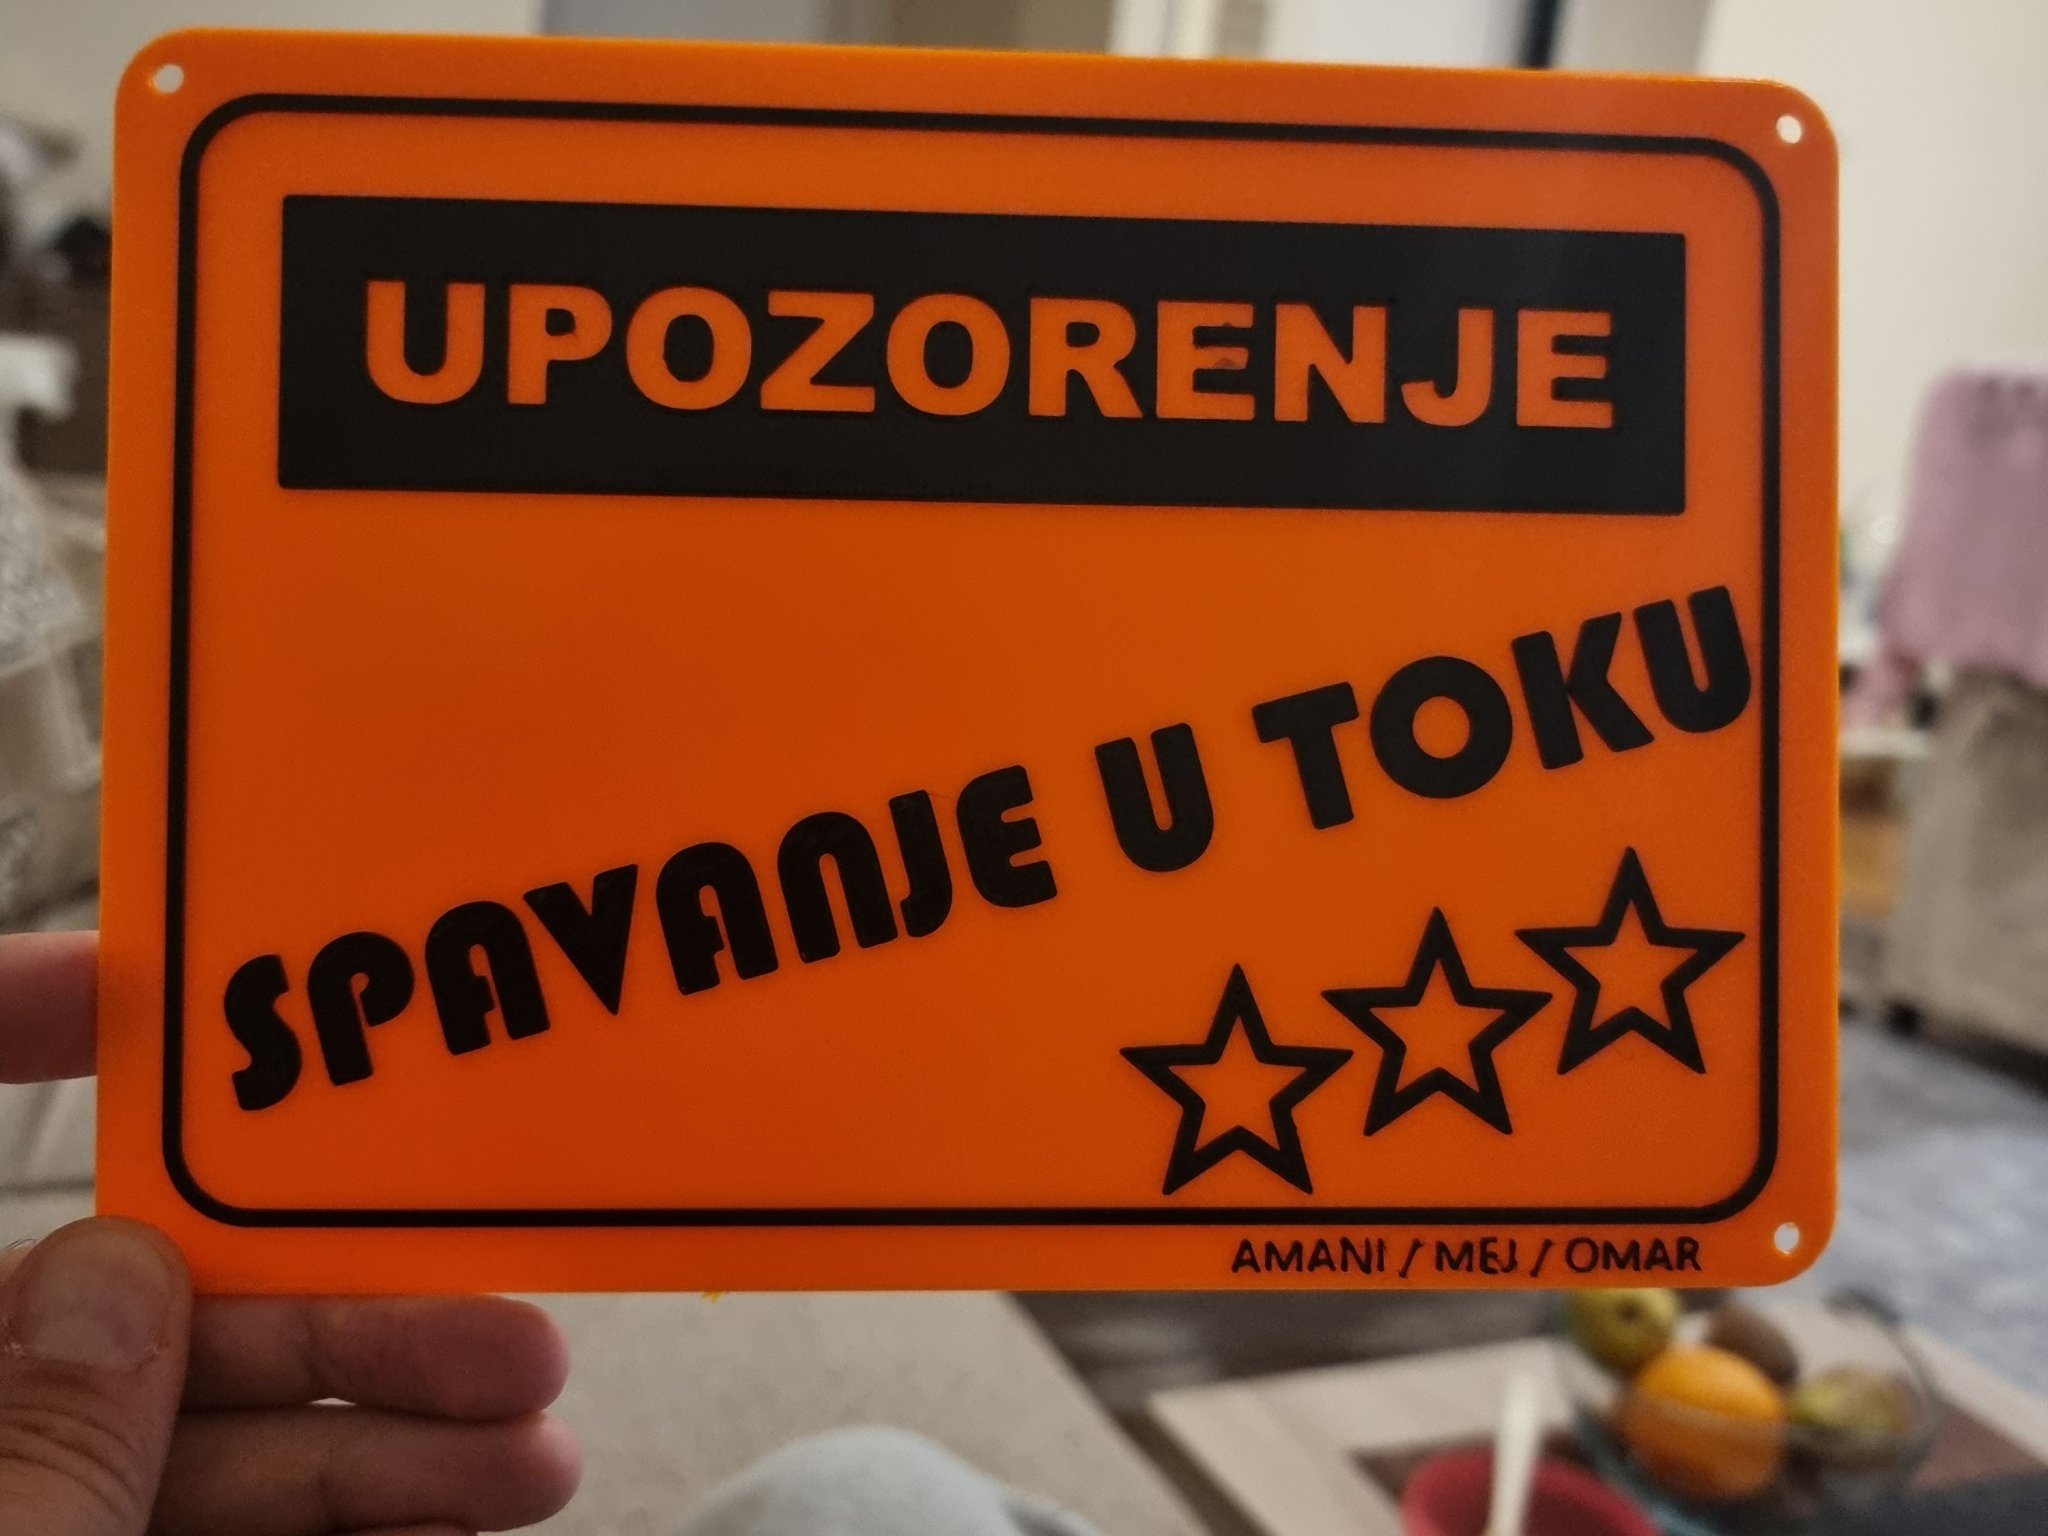 UPOZORENJE
SPAVANJE U TOKU
AMANI / MEJ / OMAR